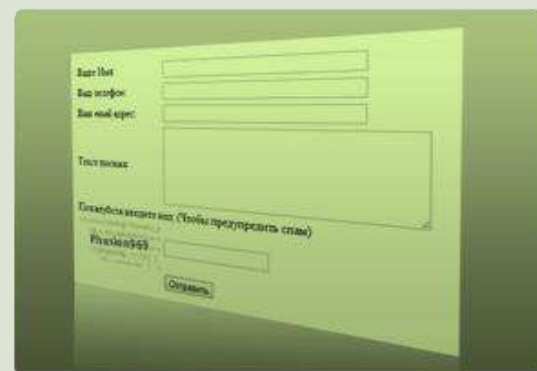 Ваше Имя
Ваш телефон:
Ваш email адрес:
Текст письма:
Пожалуйста введите код: (Чтобы предупредить спам)
Отправить